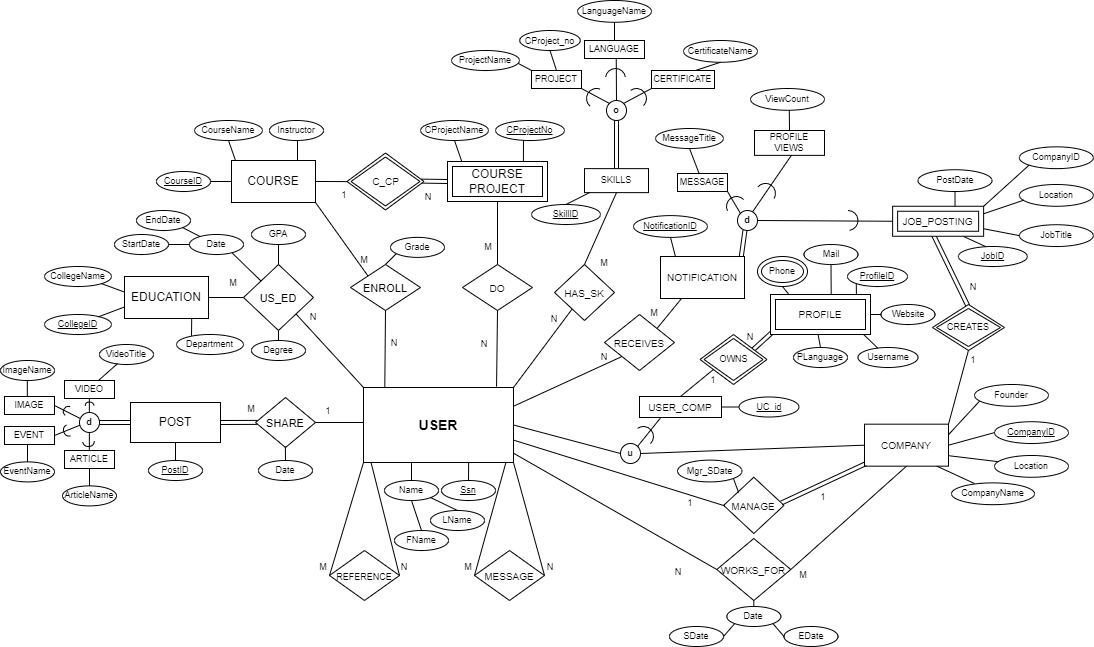 LanguageName
CProject_no
LANGUAGE
CertificateName
ProjectName
PROJECT
CERTIFICATE
o
ViewCount
CourseName
Instructor
CProjectName
CProjectNo
MessageTitle
PROFILE
VIEWS
CompanyID
CourseID
COURSE
1
C_CP
N
COURSE
PROJECT
SKILLS
MESSAGE
PostDate
Location
SkillID
NotificationID
d
JOB_POSTING
JobTitle
JobID
EndDate
StartDate
Date
GPA
Grade
M
M
M
Mail
CollegeName
Phone
ProfileID
M
EDUCATION
US_ED
ENROLL
DO
HAS_SK
NOTIFICATION
N
CollegeID
N
N
M
PROFILE
Website
CREATES
Department
Degree
N
N
RECEIVES
N
N
OWNS
PLanguage
Username
1
VideoTitle
ImageName
VIDEO
1
IMAGE
M
1
USER_COMP
UC_id
Founder
d
POST
SHARE
USER
EVENT
u
COMPANY
CompanyID
ARTICLE
EventName
PostID
Date
Mgr_SDate
Location
ArticleName
Name
Ssn
1
MANAGE
1
CompanyName
LName
FName
M
REFERENCE
N
M
MESSAGE
N
N
WORKS_FOR
M
Date
SDate
EDate